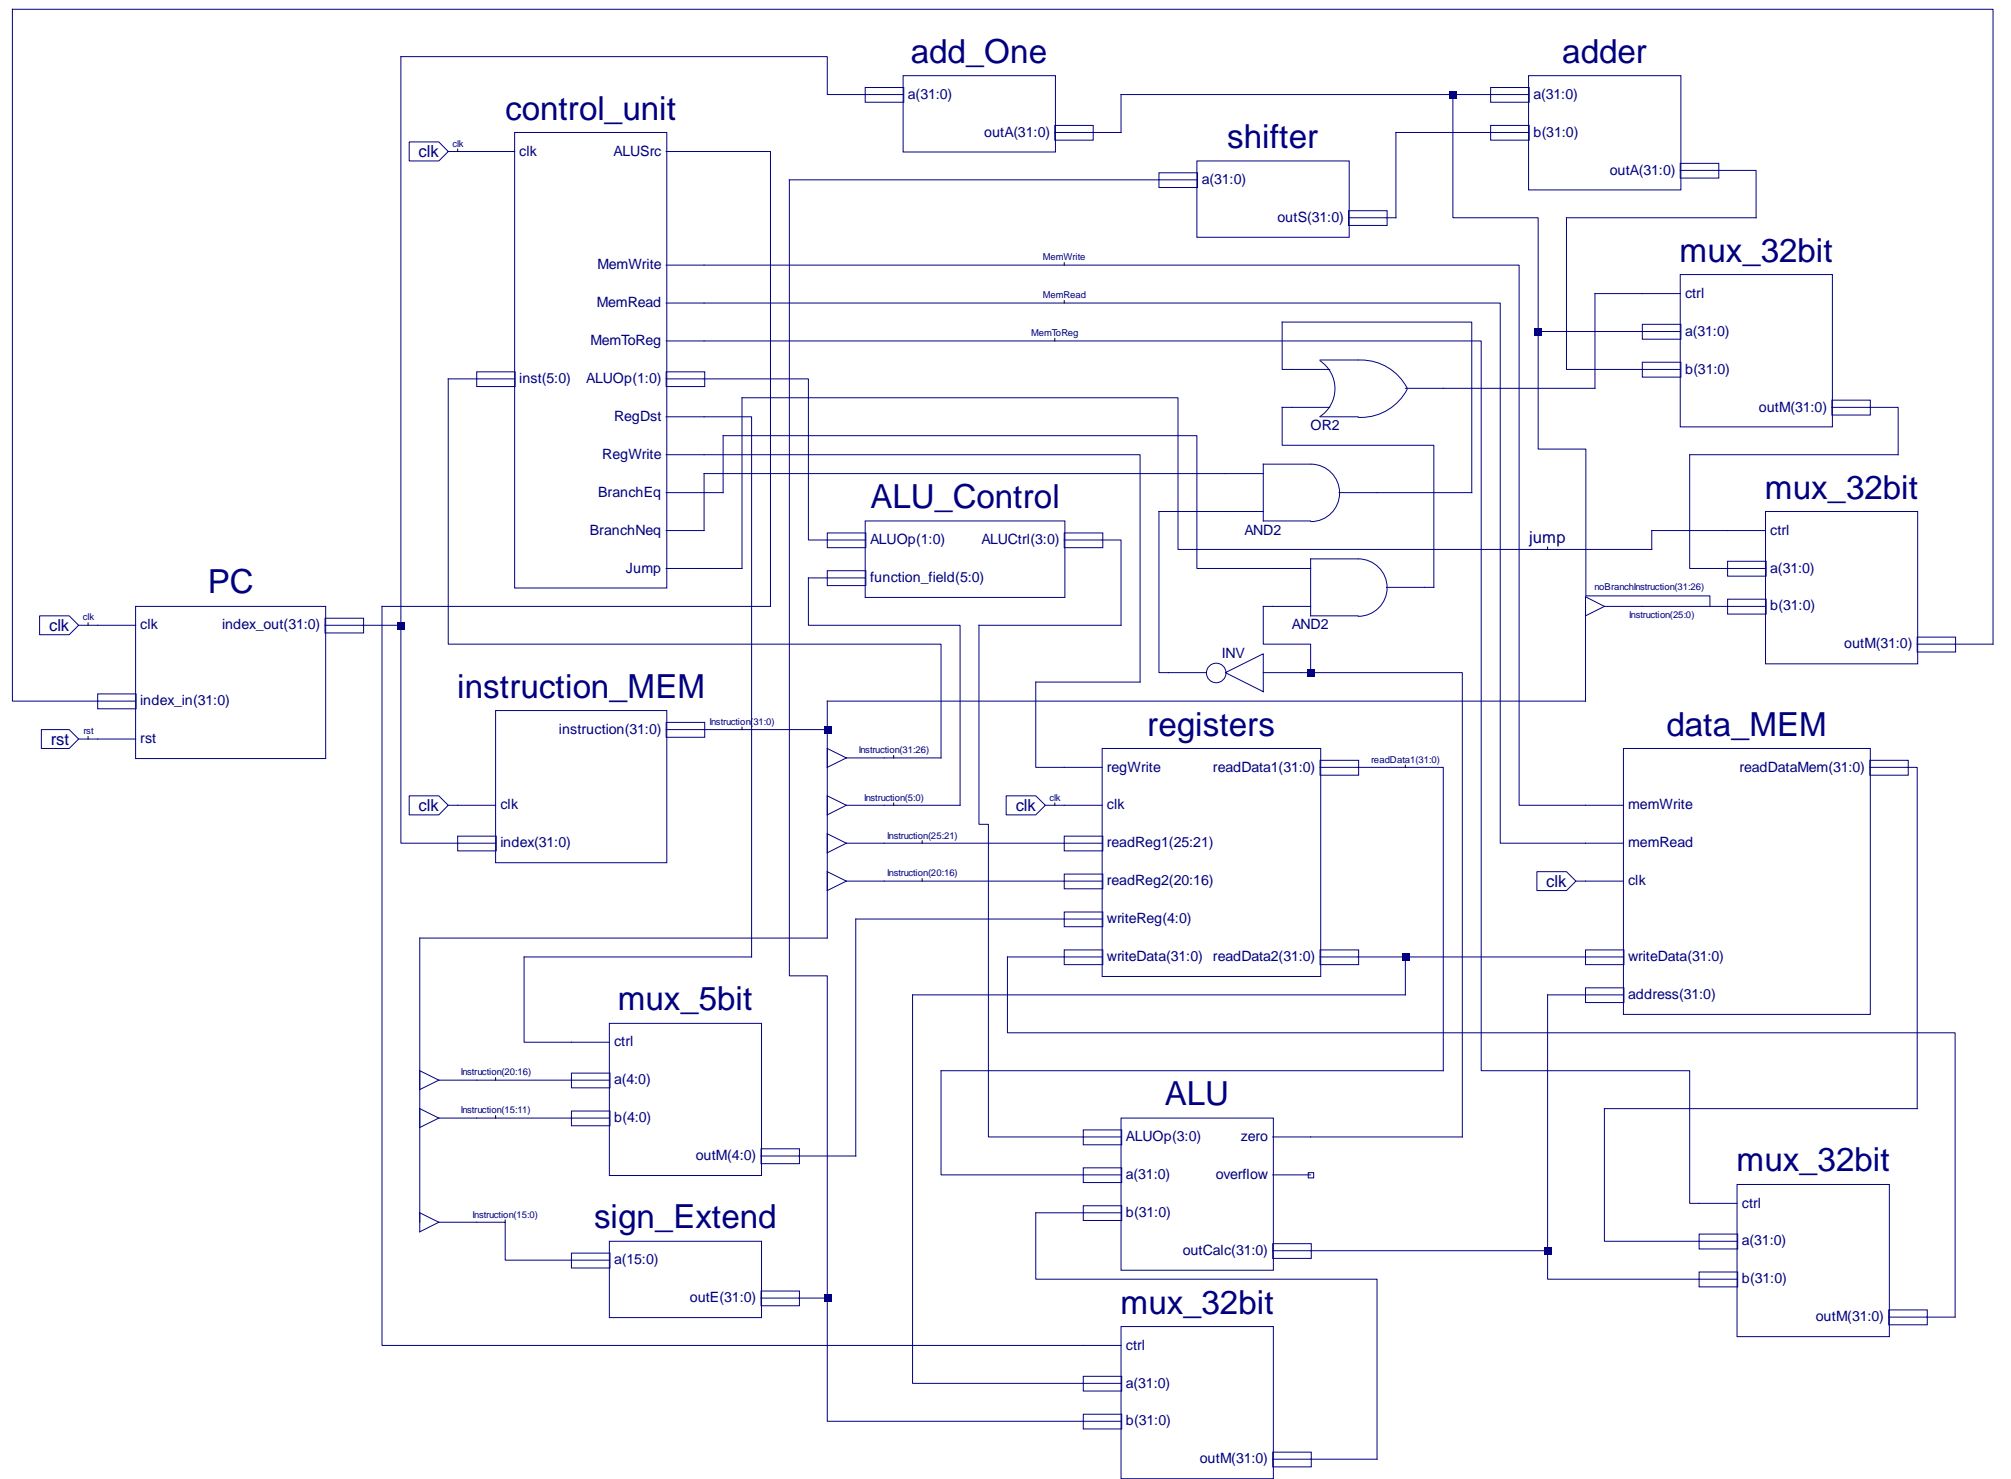 add_One
a(31:0)
outA(31:0)
adder
a(31:0)
b(31:0)
outA(31:0)
control_unit
clk
clk
clk
ALUSrc
MemWrite
MemRead
MemToReg
inst(5:0)
ALUOp(1:0)
RegDst
RegWrite
BranchEq
BranchNeq
Jump
shifter
a(31:0)
outS(31:0)
MemWrite
MemRead
MemToReg
mux_32bit
ctrl
a(31:0)
b(31:0)
outM(31:0)
OR2
AND2
AND2
INV
ALU_Control
ALUOp(1:0)
ALUCtrl(3:0)
function_field(5:0)
jump
mux_32bit
ctrl
a(31:0)
noBranchInstruction(31:26)
Instruction(25:0)
b(31:0)
outM(31:0)
PC
clk
clk
clk
index_out(31:0)
index_in(31:0)
rst
rst
rst
instruction_MEM
instruction(31:0)
Instruction(31:0)
clk
clk
index(31:0)
Instruction(31:26)
Instruction(5:0)
Instruction(25:21)
Instruction(20:16)
registers
regWrite
readData1(31:0)
readData1(31:0)
clk
clk
clk
readReg1(25:21)
readReg2(20:16)
writeReg(4:0)
writeData(31:0)
readData2(31:0)
data_MEM
readDataMem(31:0)
memWrite
memRead
clk
clk
writeData(31:0)
address(31:0)
mux_5bit
ctrl
Instruction(20:16)
a(4:0)
Instruction(15:11)
b(4:0)
outM(4:0)
sign_Extend
Instruction(15:0)
a(15:0)
outE(31:0)
ALU
ALUOp(3:0)
zero
a(31:0)
overflow
b(31:0)
outCalc(31:0)
mux_32bit
ctrl
a(31:0)
b(31:0)
outM(31:0)
mux_32bit
ctrl
a(31:0)
b(31:0)
outM(31:0)